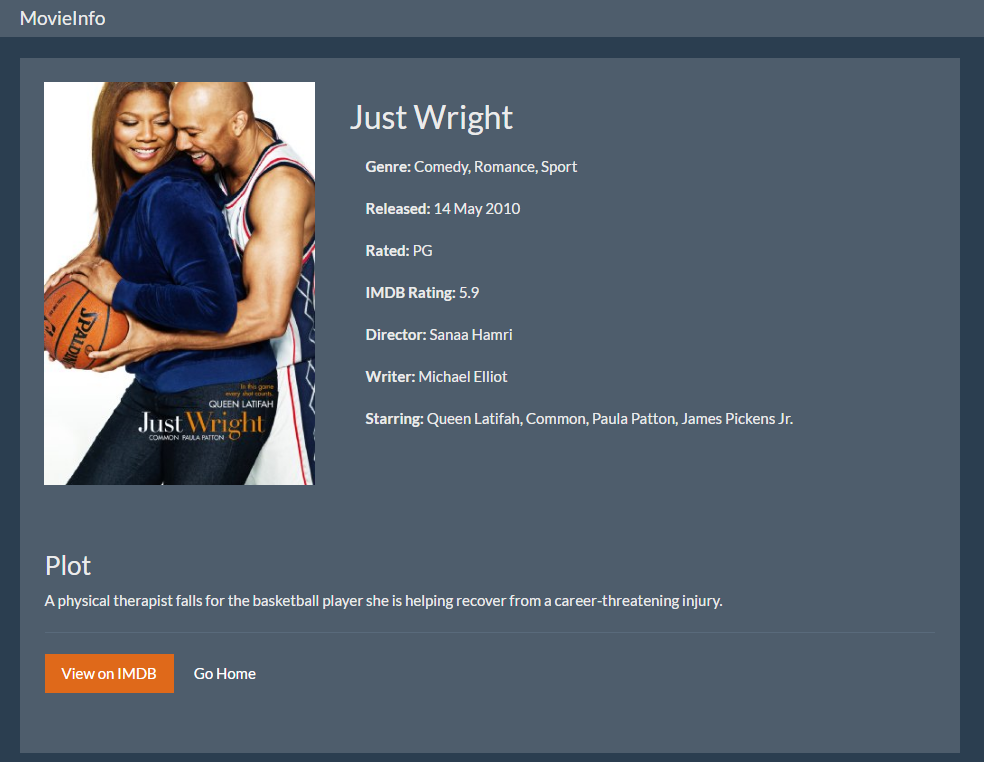 MovieInfo
Just Wright
Genre: Comedy, Romance, Sport
Released: 14 May 2010
Rated: PG
IMDB Rating: 5.9
Director: Sanaa Hamri
Writer: Michael Elliot
Starring: Queen Latifah, Common, Paula Patton, James Pickens Jr.
SPALDING
In this game
every shot counts.
QUEEN LATIFAH
Just Wright
COMMON PAULA PATTON
Plot
A physical therapist falls for the basketball player she is helping recover from a career-threatening injury.
View on IMDB
Go Home